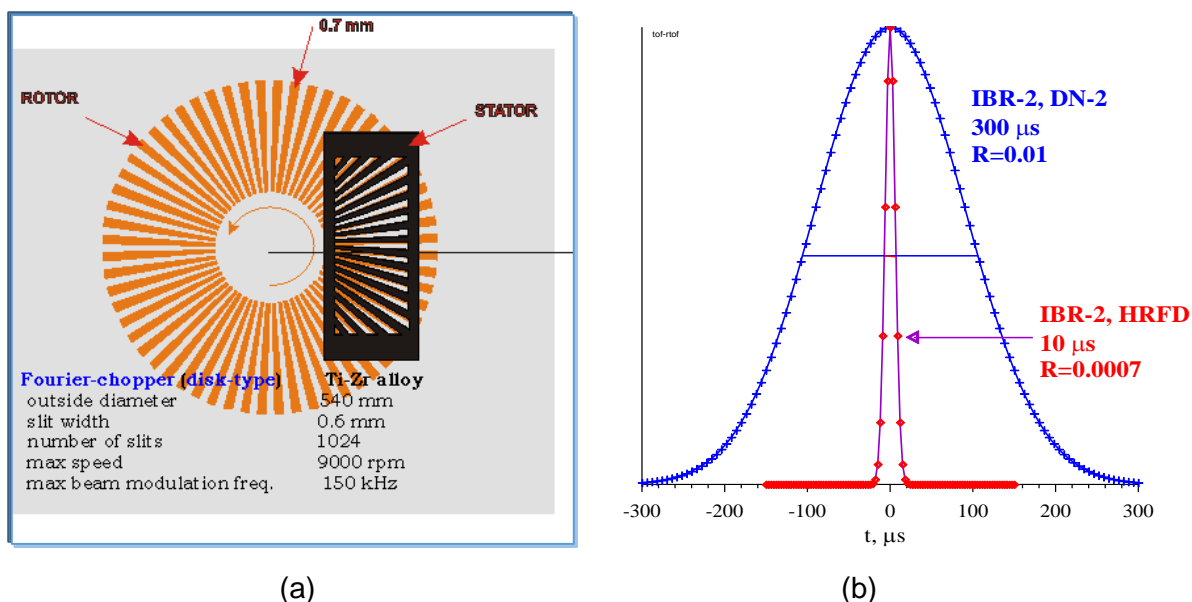 0.7 mm
ROTOR
STATOR
Fourier-chopper (disk-type) Ti-Zr alloy
outside diameter 540 mm
slit width 0.6 mm
number of slits 1024
max speed 9000 rpm
max beam modulation freq. 150 kHz
(a)
tof-rtof
IBR-2, DN-2
300 µs
R=0.01
IBR-2, HRFD
10 µs
R=0.0007
-300 -200 -100 0 100 200 300
t, µs
(b)